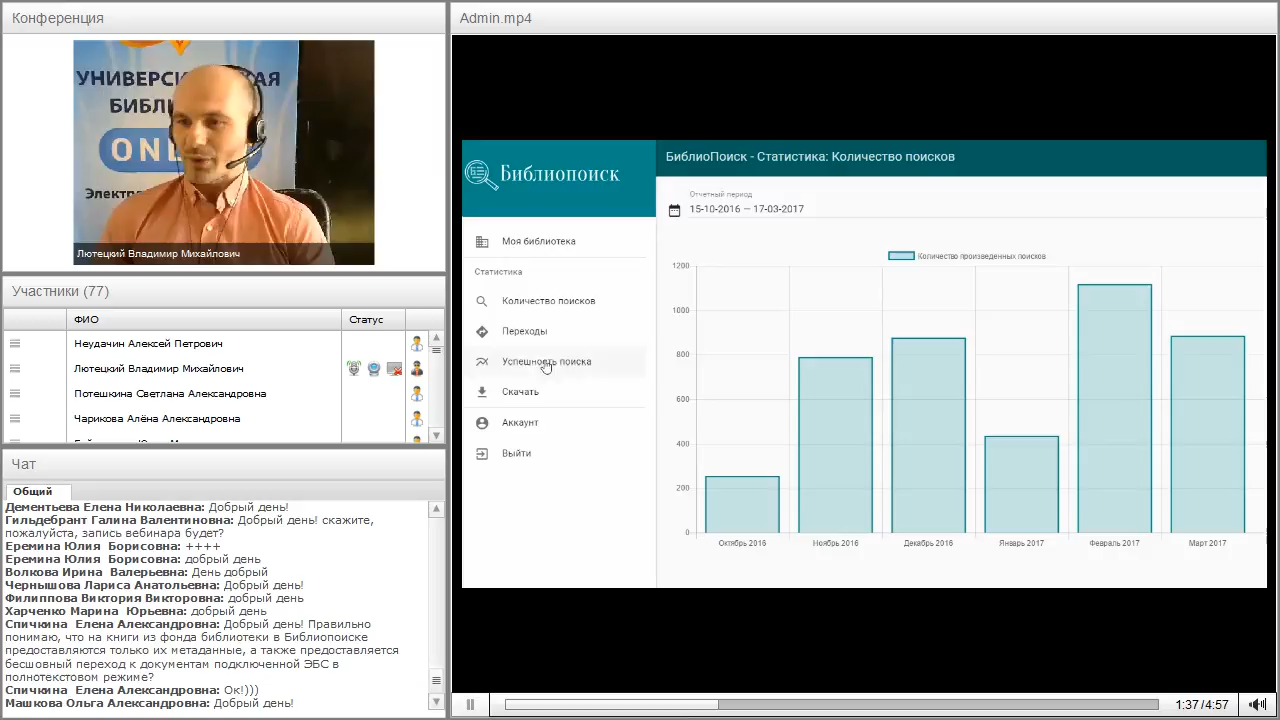 Конференция
УНИВЕРСИ
АЯ
БИБЛ
ONL
Лютецкий Владимир Михайлович
Участники (77)
ФИО
Статус
Неудачин Алексей Петрович
Лютецкий Владимир Михайлович
Потешкина Светлана Александровна
Чарикова Алёна Александровна
Чат
Общий
Дементьева Елена Николаевна: Добрый день!
Гильдебрант Галина Валентиновна: Добрый день! скажите,
пожалуйста, запись вебинара будет?
Еремина Юлия Борисовна: ++++
Еремина Юлия Борисовна: добрый день
Волкова Ирина Валерьевна: День добрый
Чернышова Лариса Анатольевна: Добрый день!
Филиппова Виктория Викторовна: добрый день
Харченко Марина Юрьевна: добрый день
Спичкина Елена Александровна: Добрый день! Правильно
понимаю, что на книги из фонда библиотеки в Библиопоиске
предоставляются только их метаданные, а также предоставляется
бесшовный переход к документам подключенной ЭБС в
полнотекстовом режиме?
Спичкина Елена Александровна: Ок!)))
Машкова Ольга Александровна: Добрый день!
Admin.mp4
Библиопоиск
БиблиоПоиск - Статистика: Количество поисков
Отчетный период
15-10-2016 — 17-03-2017
Моя библиотека
Статистика
Количество поисков
Переходы
Успешность поиска
Скачать
Аккаунт
Выйти
Количество произведенных поисков
1200
1000
800
600
400
200
0
Октябрь 2016
Ноябрь 2016
Декабрь 2016
Январь 2017
Февраль 2017
Март 2017
1:37/4:57